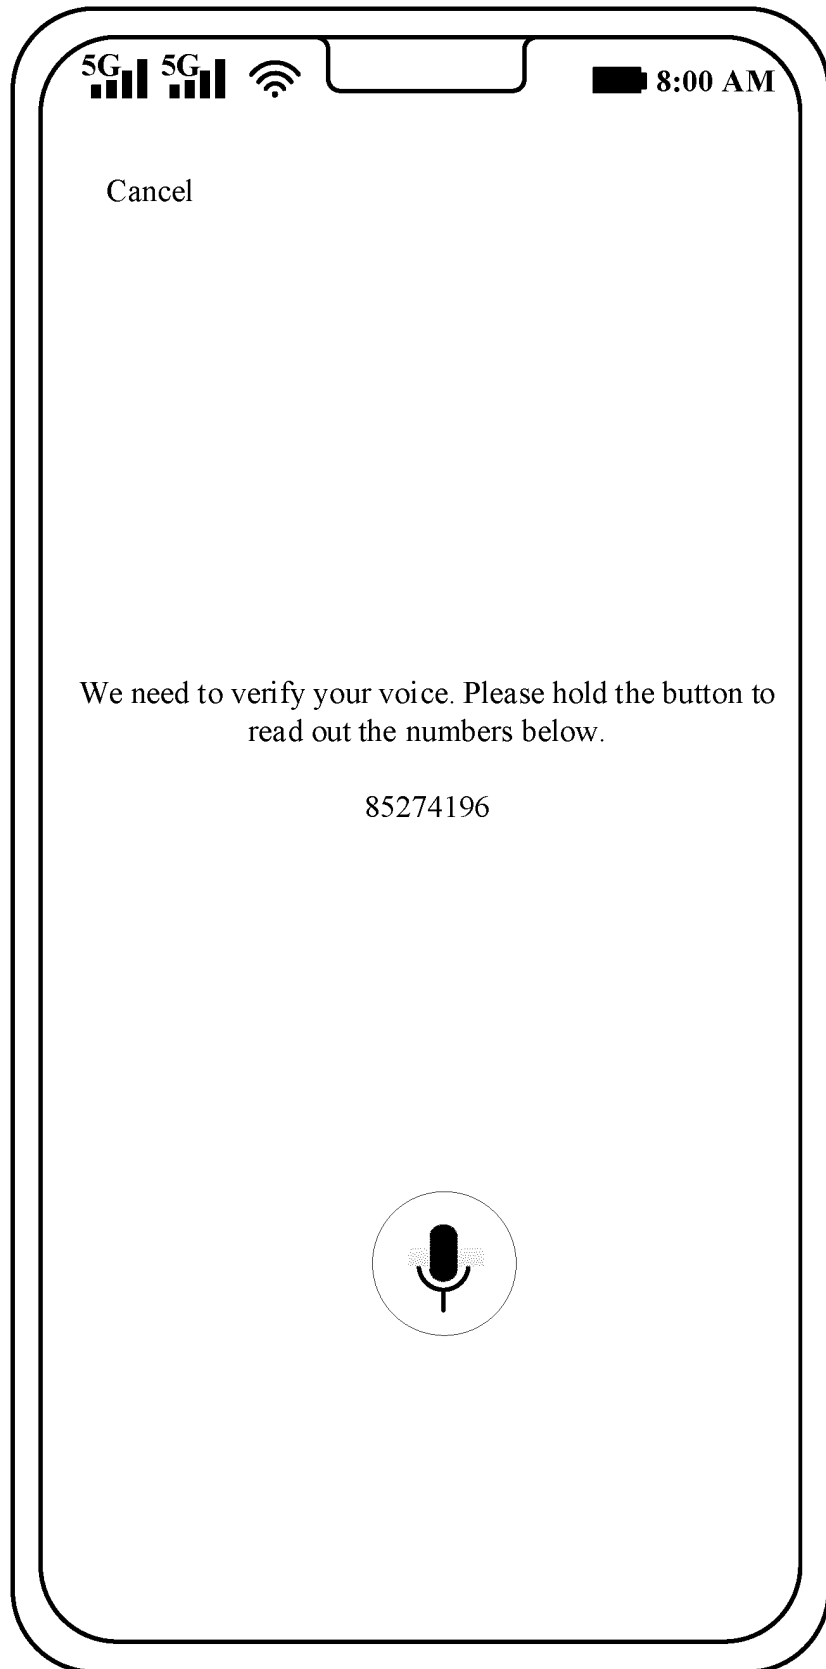 5G 5G 8:00 AM
Cancel
We need to verify your voice. Please hold the button to
read out the numbers below.
85274196